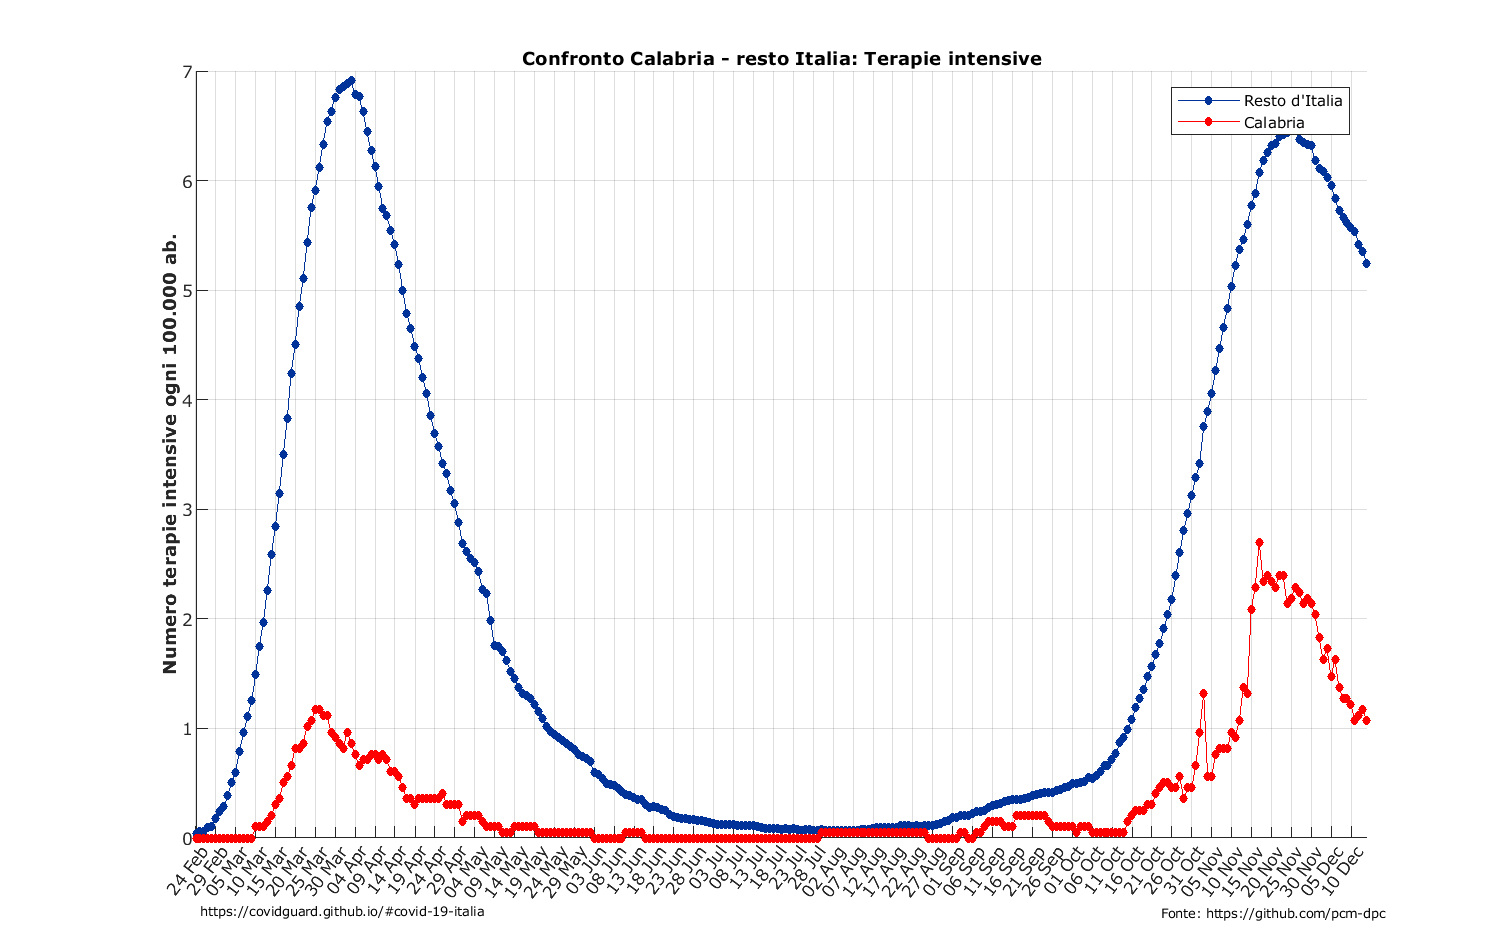 Confronto Calabria - resto Italia: Terapie intensive
Resto d'Italia
Calabria
Numero terapie intensive ogni 100.000 ab.
7
6
5
4
3
2
1
0
24 Feb
29 Feb
05 Mar
10 Mar
15 Mar
20 Mar
25 Mar
30 Mar
04 Apr
09 Apr
14 Apr
19 Apr
24 Apr
29 Apr
04 May
09 May
14 May
19 May
24 May
29 May
03 Jun
08 Jun
13 Jun
18 Jun
23 Jun
28 Jun
03 Jul
08 Jul
13 Jul
18 Jul
23 Jul
28 Jul
02 Aug
07 Aug
12 Aug
17 Aug
22 Aug
27 Aug
01 Sep
06 Sep
11 Sep
16 Sep
21 Sep
26 Sep
01 Oct
06 Oct
11 Oct
16 Oct
21 Oct
26 Oct
31 Oct
05 Nov
10 Nov
15 Nov
20 Nov
25 Nov
30 Nov
05 Dec
10 Dec
https://covidguard.github.io/#covid-19-italia
Fonte: https://github.com/pcm-dpc